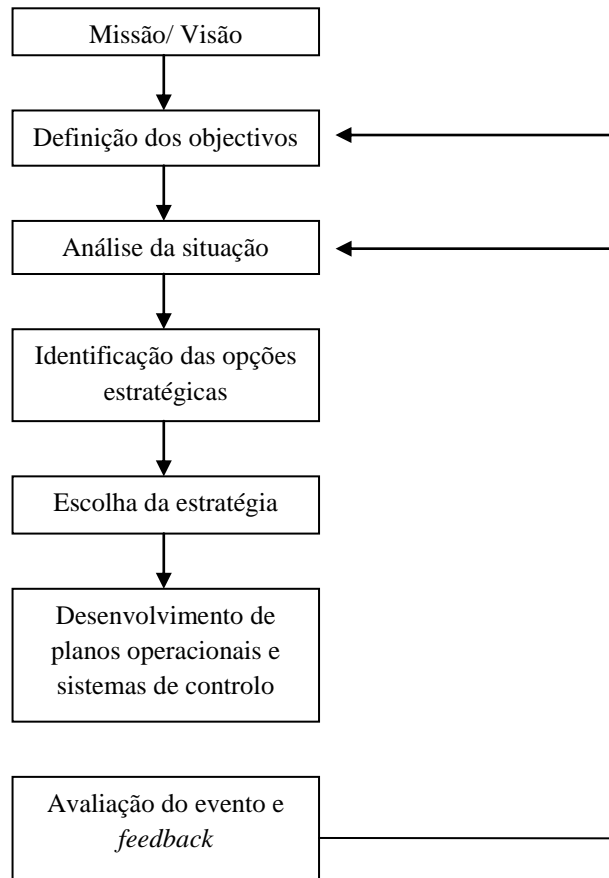 Missão/ Visão
Definição dos objectivos
Análise da situação
Identificação das opções
estratégicas
Escolha da estratégia
Desenvolvimento de
planos operacionais e
sistemas de controlo
Avaliação do evento e
feedback